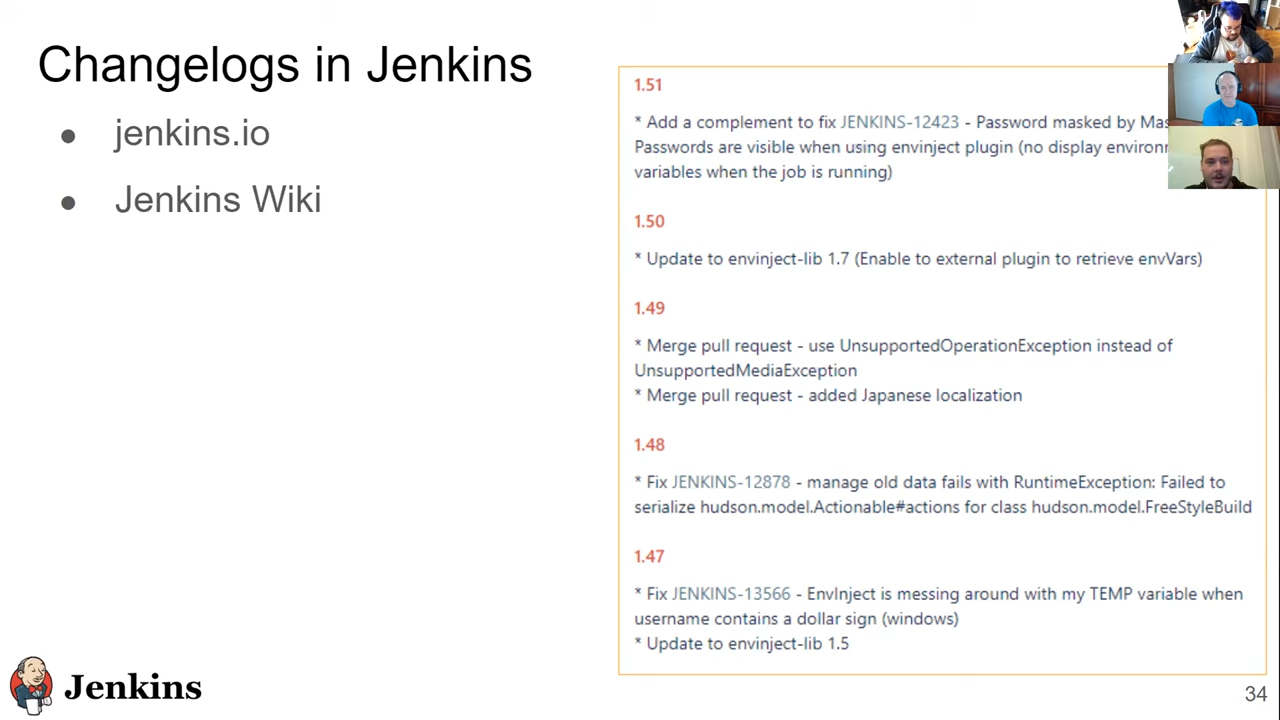 Changelogs in Jenkins
● jenkins.io
● Jenkins Wiki
1.51
* Add a complement to fix JENKINS-12423 - Password masked by
Passwords are visible when using envinject plugin (no display
variables when the job is running)
1.50
* Update to envinject-lib 1.7 (Enable to external plugin to retrieve envVars)
1.49
* Merge pull request - use UnsupportedOperationException instead of
UnsupportedMediaException
* Merge pull request - added Japanese localization
1.48
* Fix JENKINS-12878 - manage old data fails with RuntimeException: Failed to
serialize hudson.model.Actionable#actions for class hudson.model.FreeStyleBuild
1.47
* Fix JENKINS-13566 - EnvInject is messing around with my TEMP variable when
username contains a dollar sign (windows)
* Update to envinject-lib 1.5
Jenkins
34